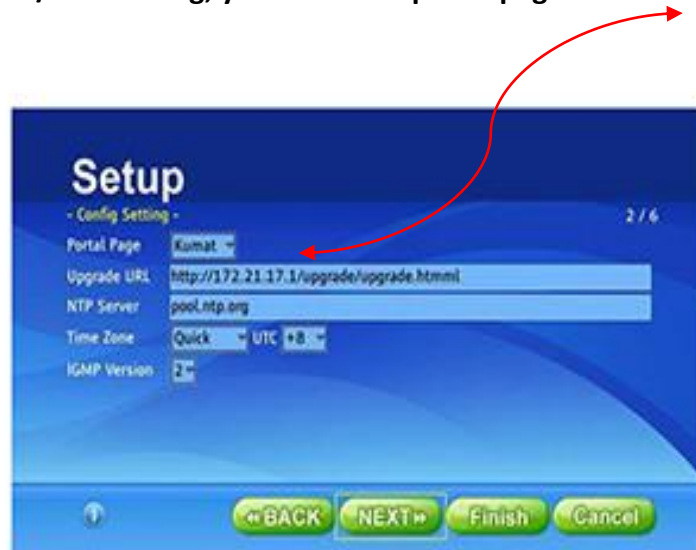 Setup
- Config Setting -
2 / 6
Portal Page Kumat
Upgrade URL http://172.21.17.1/upgrade/upgrade.htmml
NTP Server pool.ntp.org
Time Zone Quick UTC +8
IGMP Version 2
BACK NEXT Finish Cancel